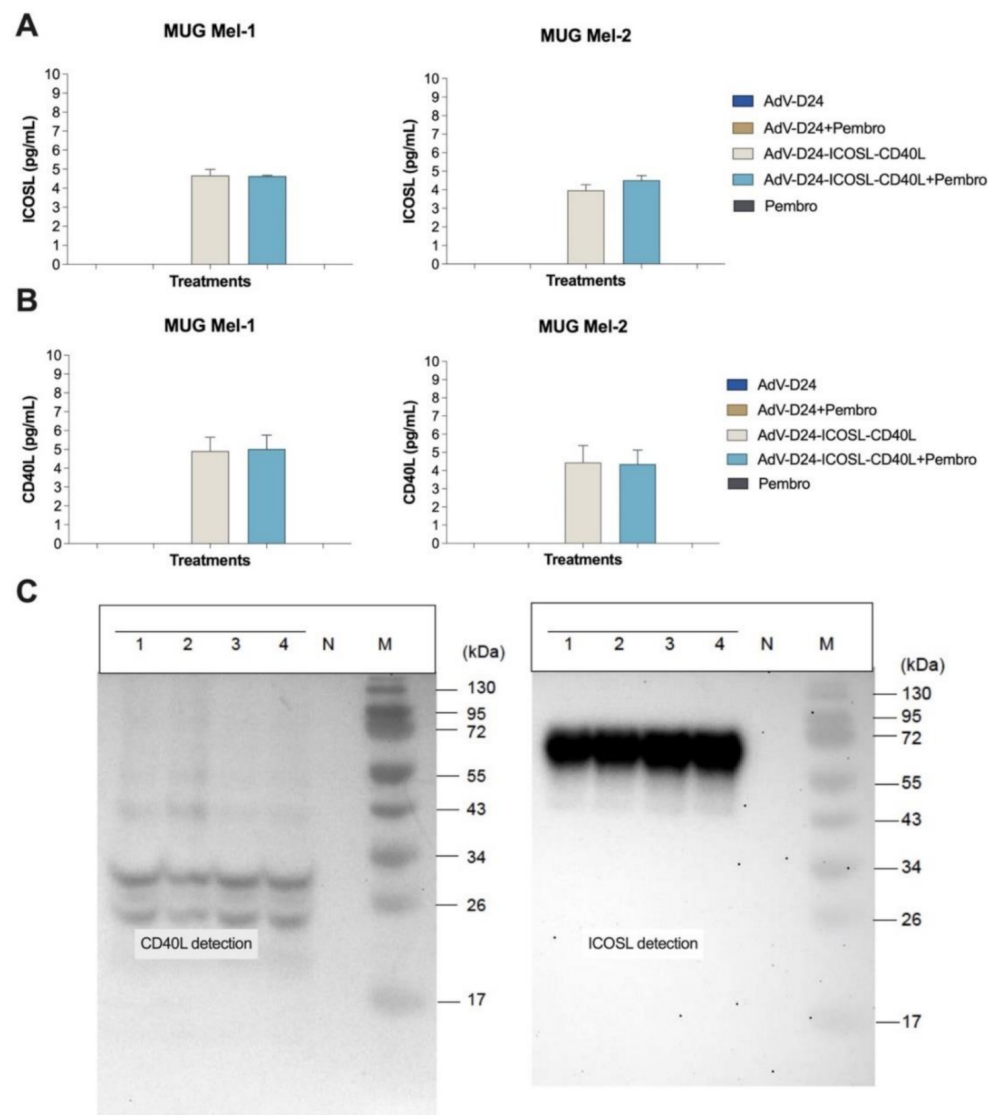 A
MUG Mel-1
ICOSL (pg/mL)
10
9
8
7
6
5
4
3
2
1
0
Treatments
MUG Mel-2
ICOSL (pg/mL)
10
9
8
7
6
5
4
3
2
1
0
Treatments
AdV-D24
AdV-D24+Pembro
AdV-D24-ICOSL-CD40L
AdV-D24-ICOSL-CD40L+Pembro
Pembro
B
MUG Mel-1
CD40L (pg/mL)
10
9
8
7
6
5
4
3
2
1
0
Treatments
MUG Mel-2
CD40L (pg/mL)
10
9
8
7
6
5
4
3
2
1
0
Treatments
AdV-D24
AdV-D24+Pembro
AdV-D24-ICOSL-CD40L
AdV-D24-ICOSL-CD40L+Pembro
Pembro
C
1 2 3 4 N M
(kDa)
130
95
72
55
43
34
26
17
CD40L detection
1 2 3 4 N M
(kDa)
130
95
72
55
43
34
26
17
ICOSL detection